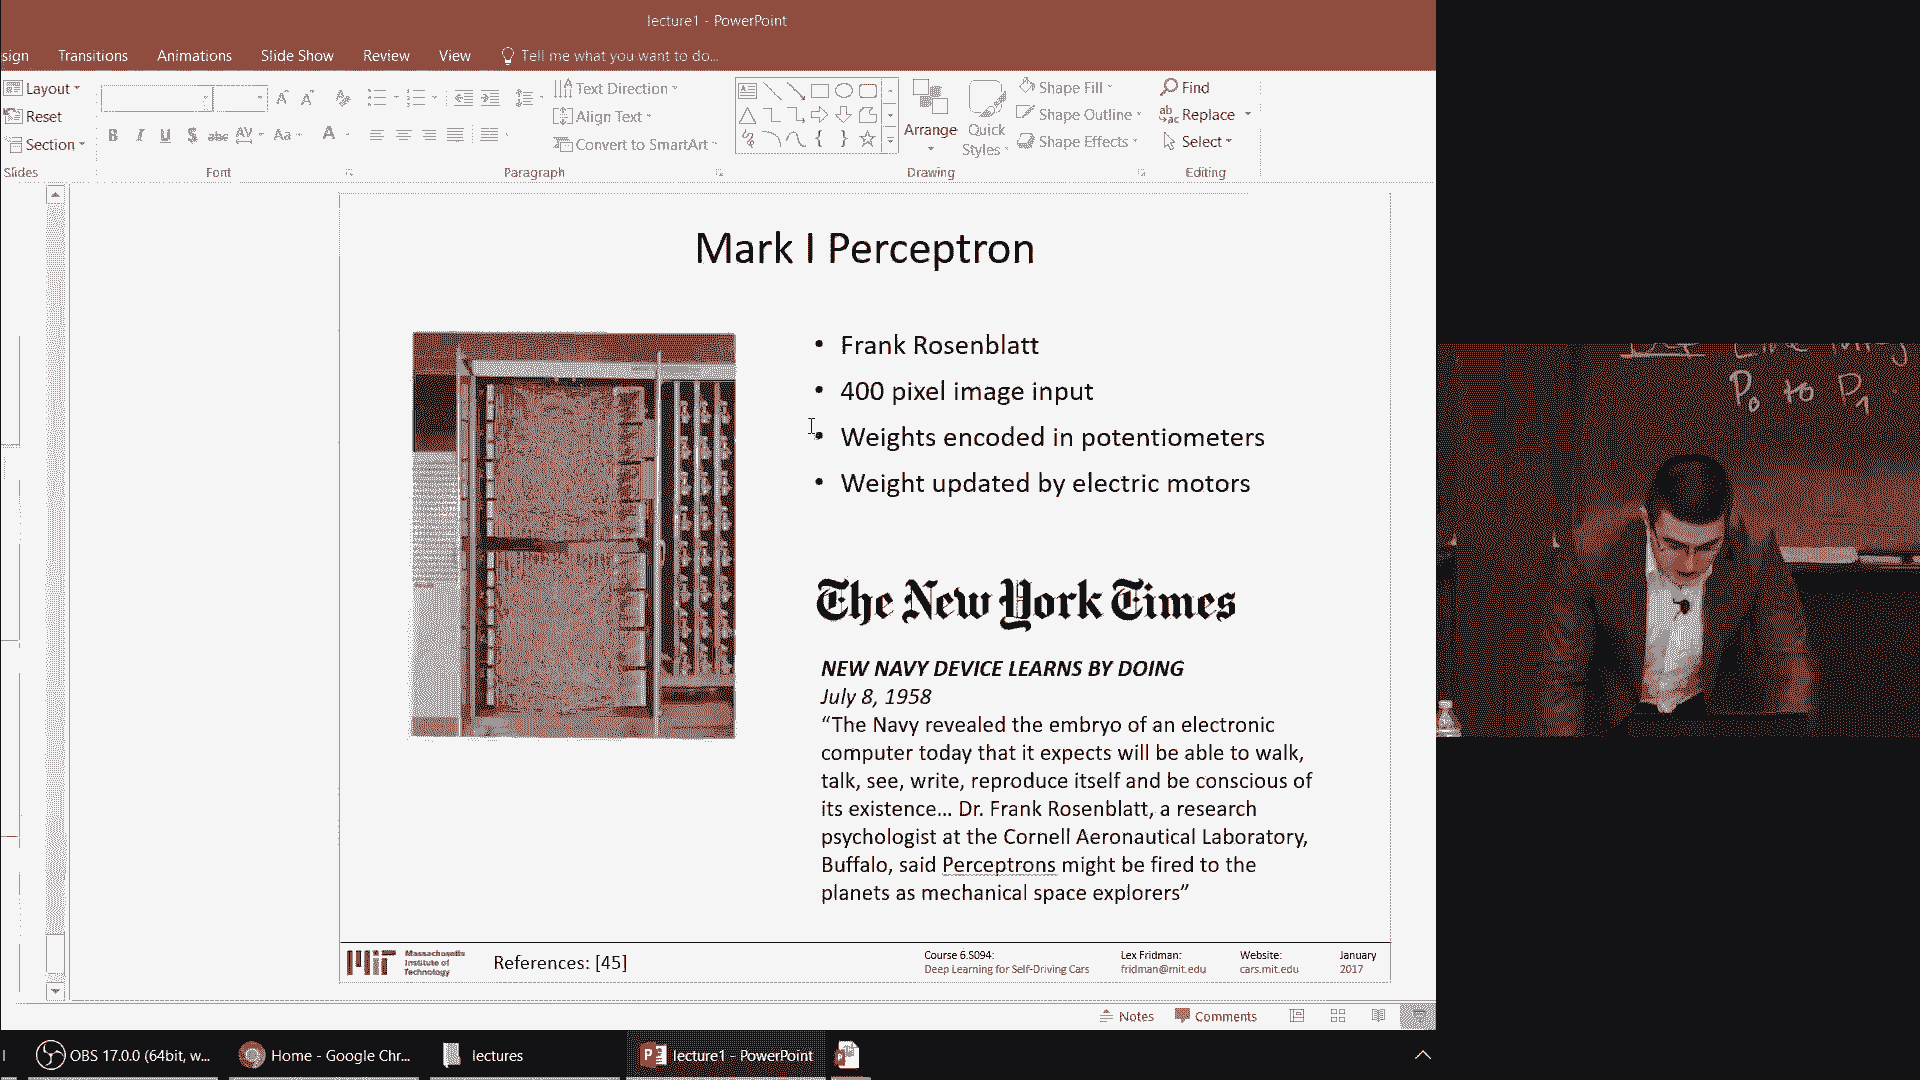 lecture1 - PowerPoint
sign Transitions Animations Slide Show Review View Tell me what you want to do...
Layout
Reset
Section
Slides
B I U S abc AV Aa A
Font
Text Direction
Align Text
Convert to SmartArt
Paragraph
Arrange
Quick
Styles
Shape Fill
Shape Outline
Shape Effects
Drawing
Find
Replace
Select
Editing
Mark I Perceptron
• Frank Rosenblatt
• 400 pixel image input
• Weights encoded in potentiometers
• Weight updated by electric motors
The New York Times
NEW NAVY DEVICE LEARNS BY DOING
July 8, 1958
“The Navy revealed the embryo of an electronic
computer today that it expects will be able to walk,
talk, see, write, reproduce itself and be conscious of
its existence... Dr. Frank Rosenblatt, a research
psychologist at the Cornell Aeronautical Laboratory,
Buffalo, said Perceptrons might be fired to the
planets as mechanical space explorers”
MIT Massachusetts
Institute of
Technology
References: [45]
Course 6.S094:
Deep Learning for Self-Driving Cars
Lex Fridman:
fridman@mit.edu
Website:
cars.mit.edu
January
2017
Notes Comments
OBS 17.0.0 (64bit, w... Home - Google Chr... lectures lecture1 - PowerPoint
P₀ to P₁